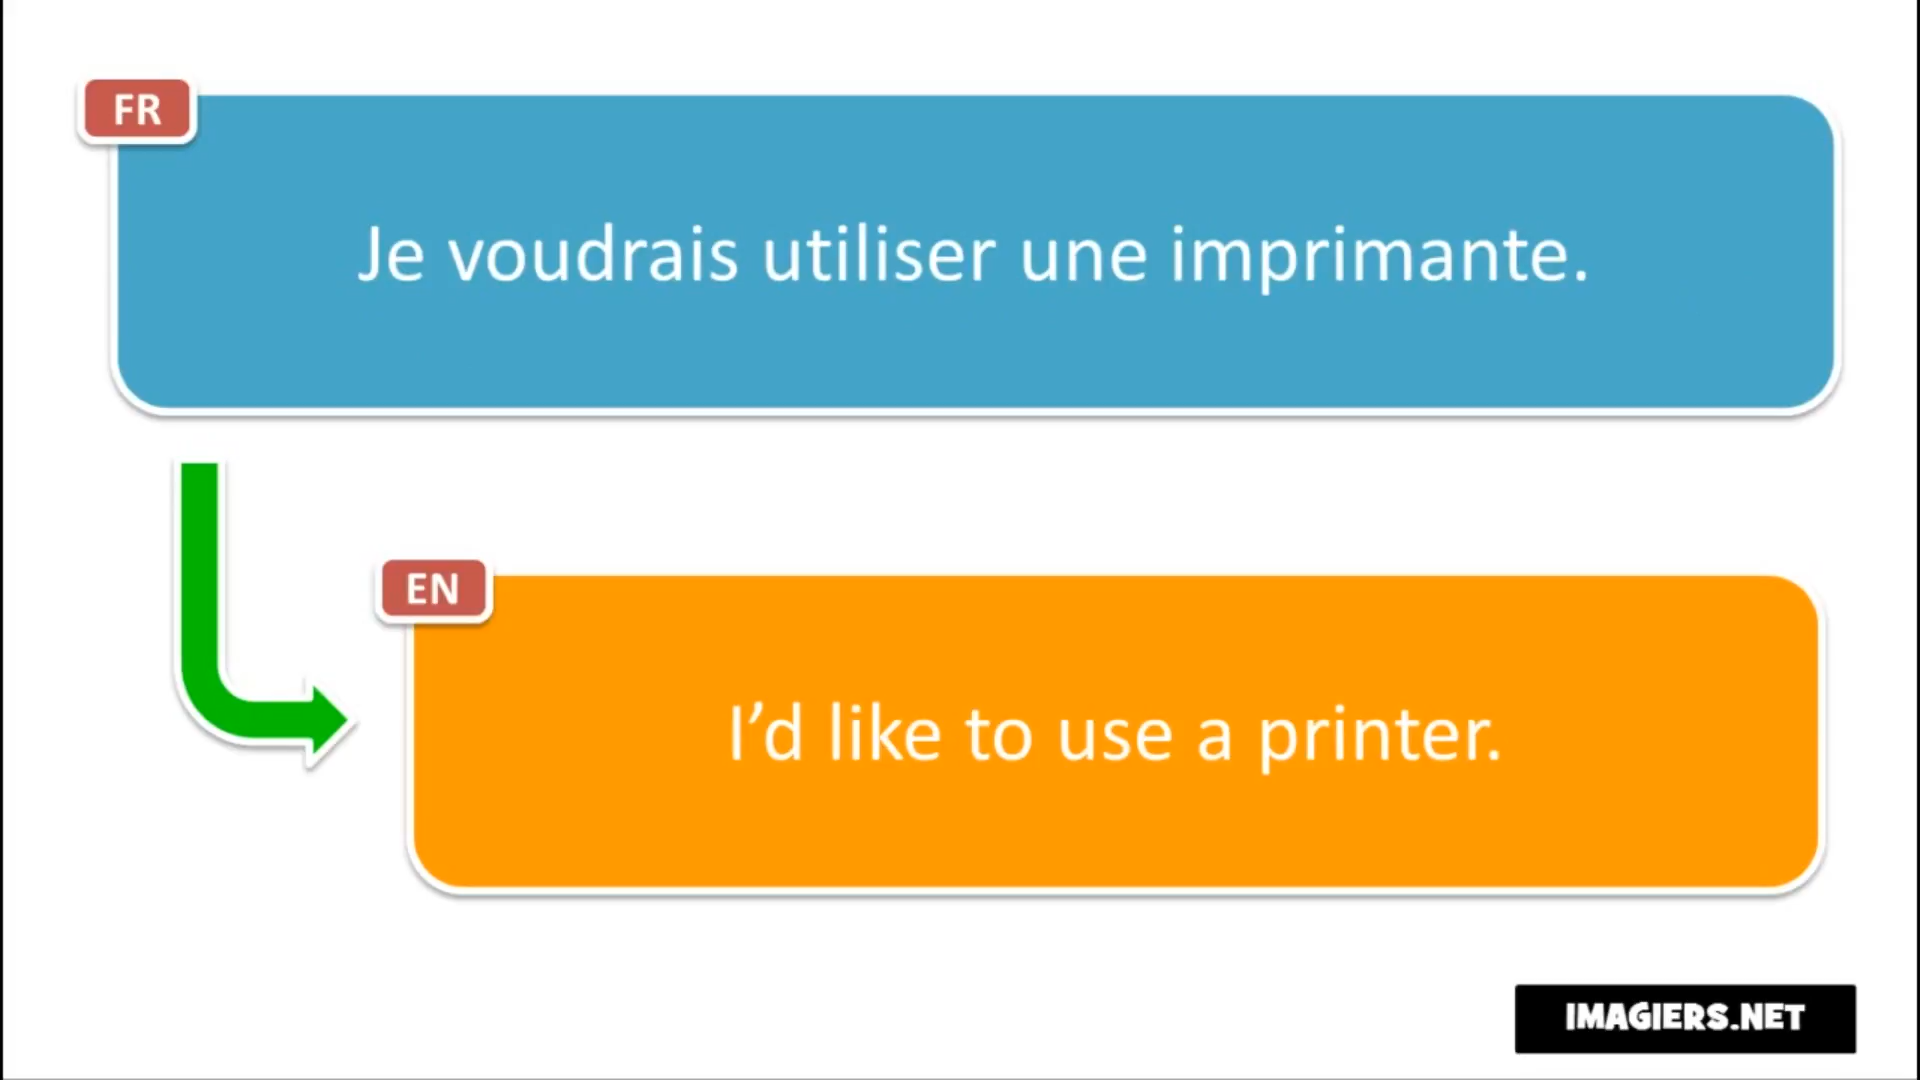 FR
Je voudrais utiliser une imprimante.
EN
I’d like to use a printer.
IMAGIERS.NET